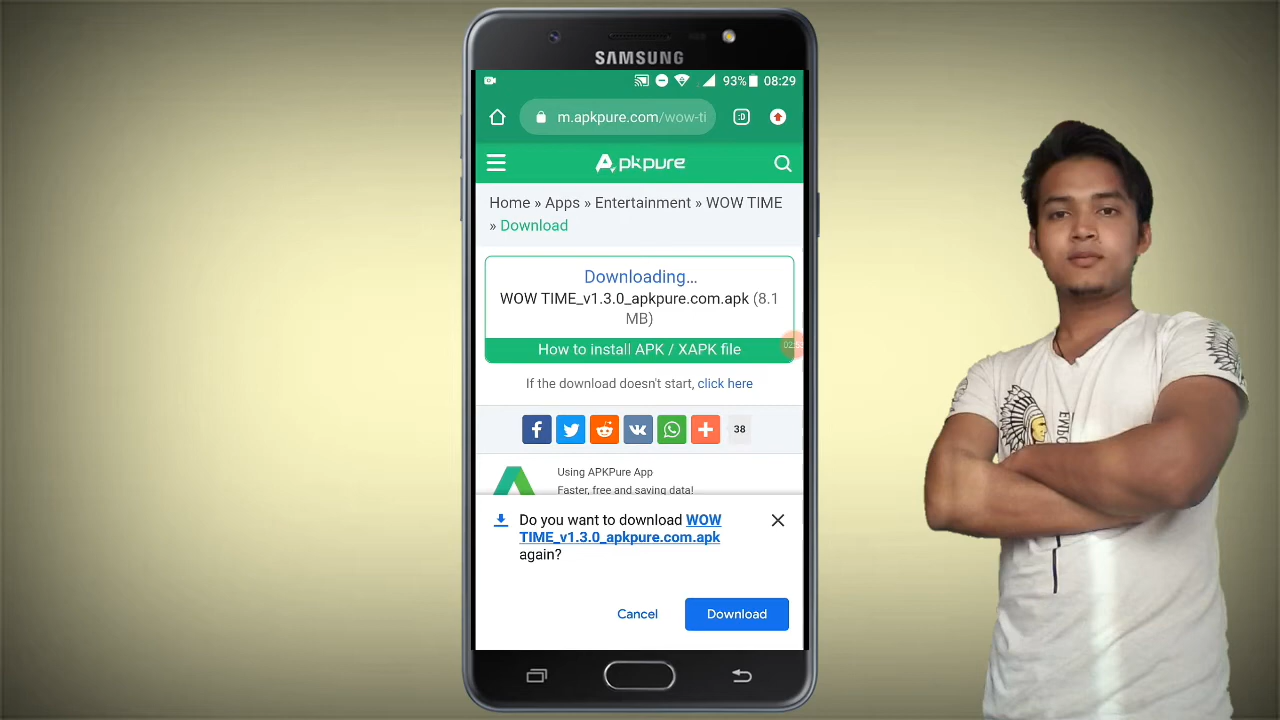 SAMSUNG
93% 08:29
m.apkpure.com/wow-ti :D
Apkpure
Home » Apps » Entertainment » WOW TIME
» Download
Downloading...
WOW TIME_v1.3.0_apkpure.com.apk (8.1
MB)
How to install APK / XAPK file
If the download doesn't start, click here
38
Using APKPure App
Faster, free and saving data!
Do you want to download WOW
TIME_v1.3.0_apkpure.com.apk
again?
Cancel Download